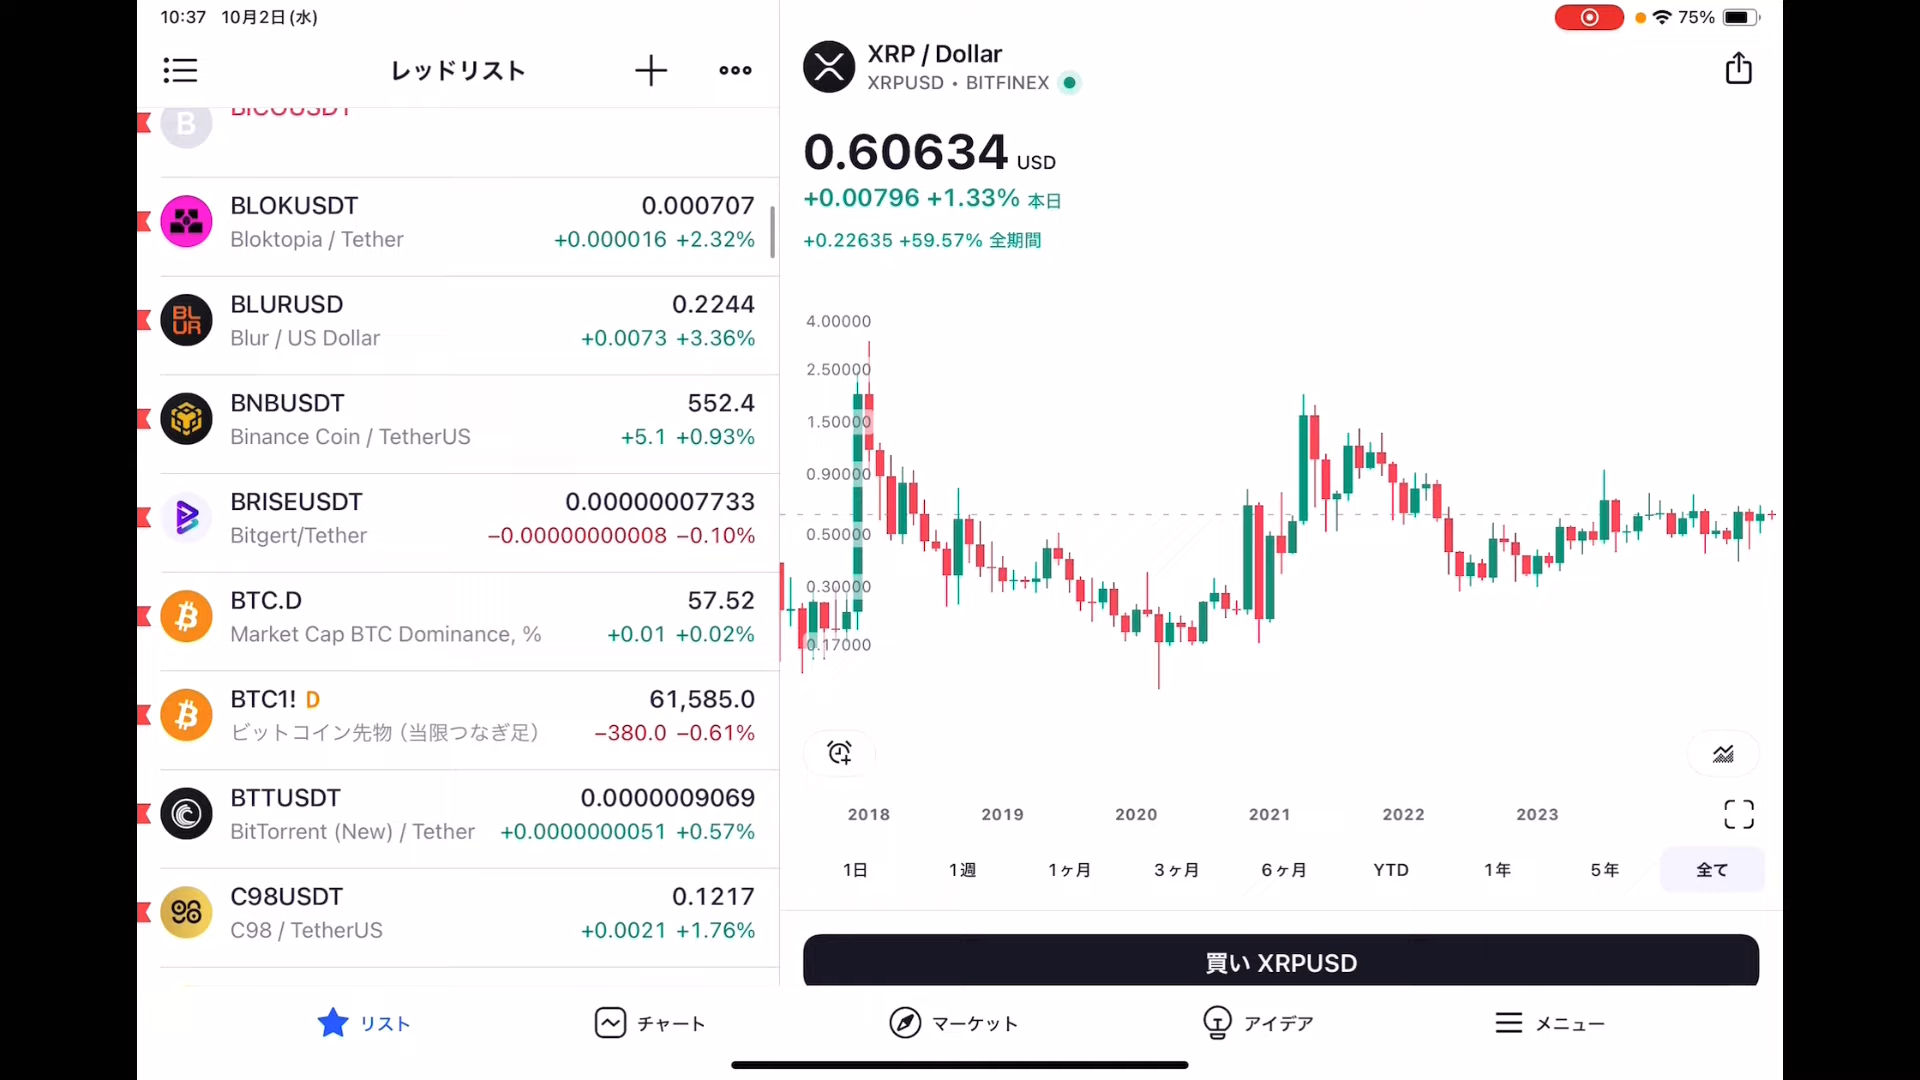 10:37 10月2日(水)
75%
レッドリスト
BICOUSDT
BLOKUSDT 0.000707
Bloktopia / Tether +0.000016 +2.32%
BLURUSD 0.2244
Blur / US Dollar +0.0073 +3.36%
BNBUSDT 552.4
Binance Coin / TetherUS +5.1 +0.93%
BRISEUSDT 0.00000007733
Bitgert/Tether −0.00000000008 −0.10%
BTC.D 57.52
Market Cap BTC Dominance, % +0.01 +0.02%
BTC1! D 61,585.0
ビットコイン先物（当限つなぎ足） −380.0 −0.61%
BTTUSDT 0.0000009069
BitTorrent (New) / Tether +0.0000000051 +0.57%
C98USDT 0.1217
C98 / TetherUS +0.0021 +1.76%
XRP / Dollar
XRPUSD • BITFINEX
0.60634 USD
+0.00796 +1.33% 本日
+0.22635 +59.57% 全期間
4.00000
2.50000
1.50000
0.90000
0.50000
0.30000
0.17000
2018 2019 2020 2021 2022 2023
1日 1週 1ヶ月 3ヶ月 6ヶ月 YTD 1年 5年 全て
買い XRPUSD
リスト チャート マーケット アイデア メニュー